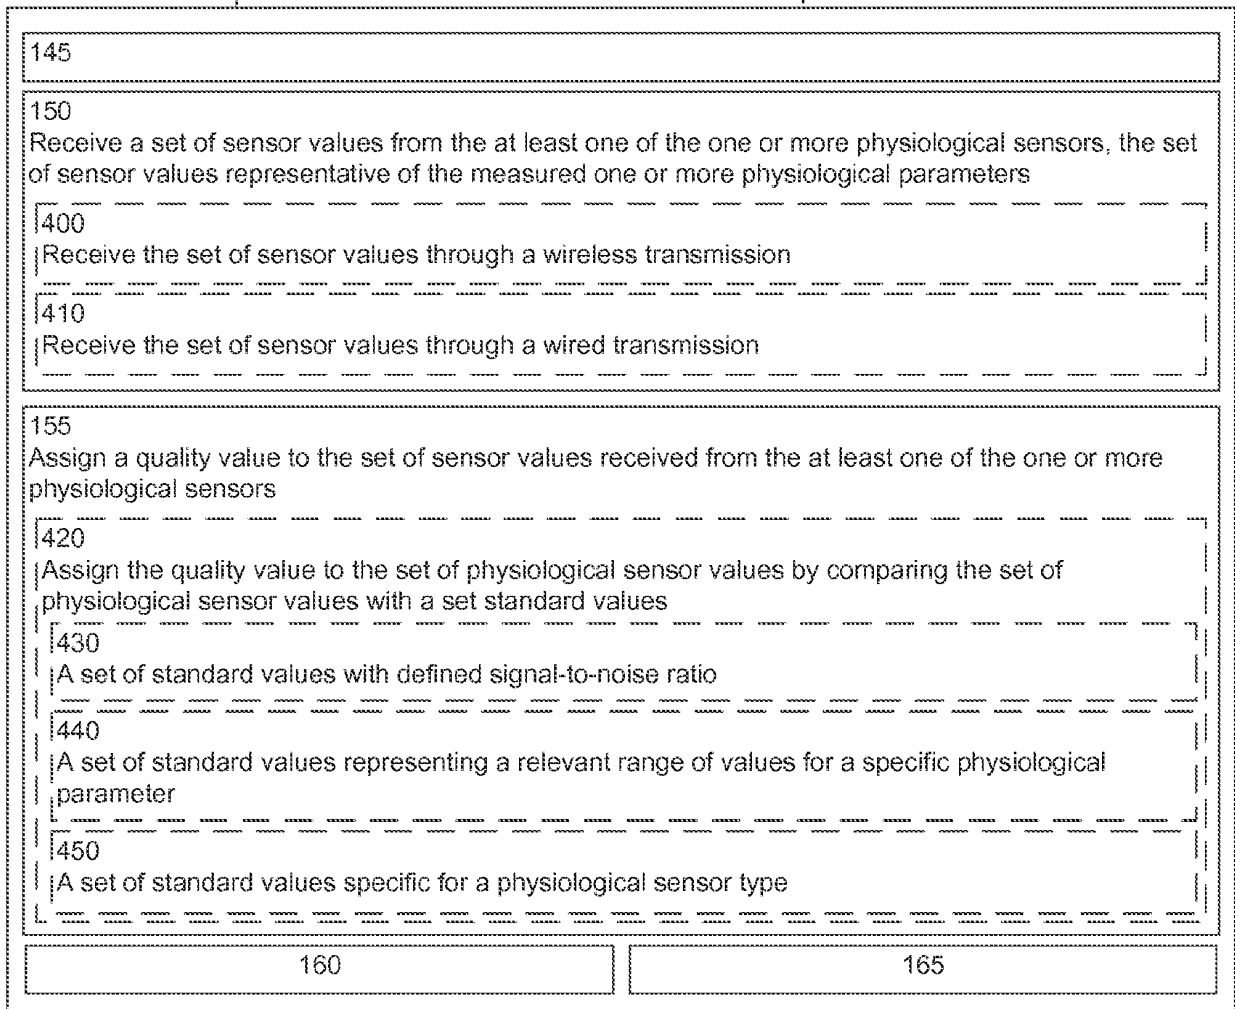 145
150
Receive a set of sensor values from the at least one of the one or more physiological sensors, the set
of sensor values representative of the measured one or more physiological parameters
400
Receive the set of sensor values through a wireless transmission
410
Receive the set of sensor values through a wired transmission
155
Assign a quality value to the set of sensor values received from the at least one of the one or more
physiological sensors
420
Assign the quality value to the set of physiological sensor values by comparing the set of
physiological sensor values with a set standard values
430
A set of standard values with defined signal-to-noise ratio
440
A set of standard values representing a relevant range of values for a specific physiological
parameter
450
A set of standard values specific for a physiological sensor type
160
165